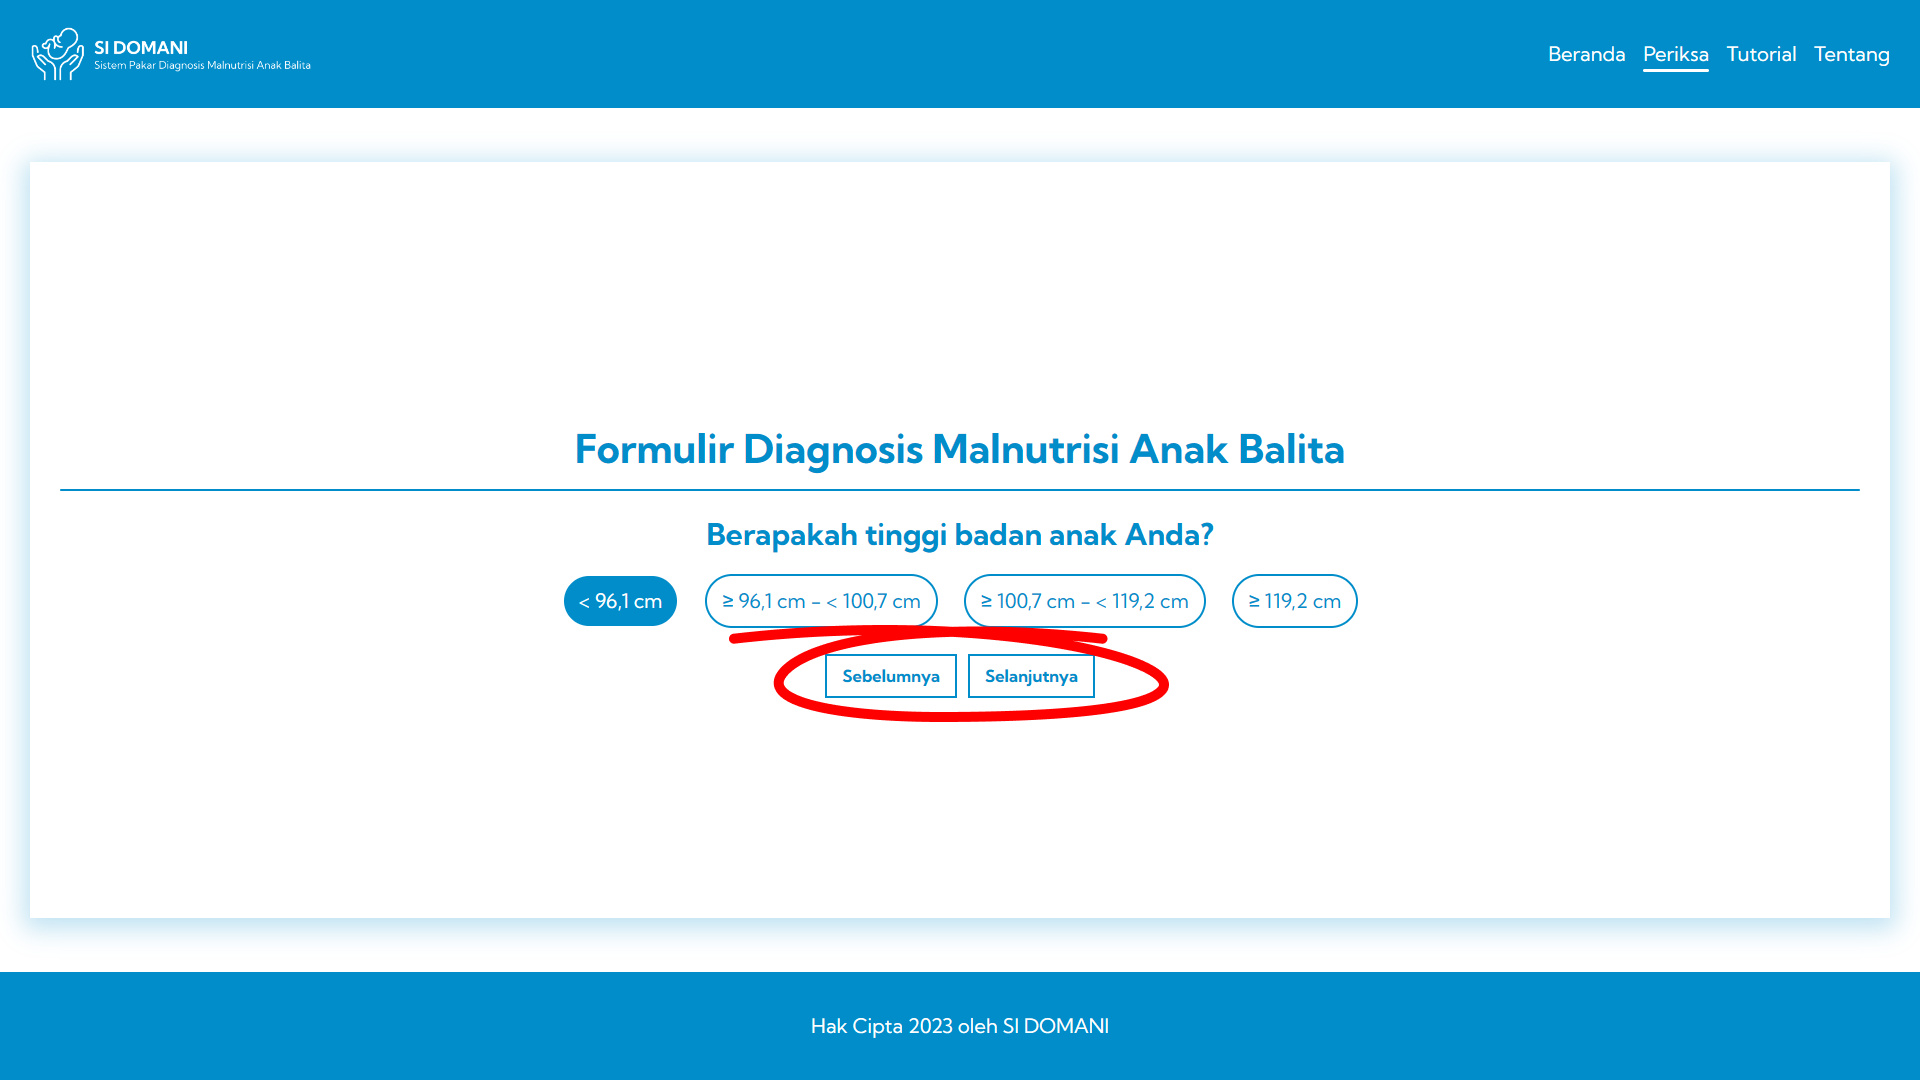 SI DOMANI
Sistem Pakar Diagnosis Malnutrisi Anak Balita
Beranda Periksa Tutorial Tentang
Formulir Diagnosis Malnutrisi Anak Balita
Berapakah tinggi badan anak Anda?
< 96,1 cm ≥ 96,1 cm - < 100,7 cm ≥ 100,7 cm - < 119,2 cm ≥ 119,2 cm
Sebelumnya Selanjutnya
Hak Cipta 2023 oleh SI DOMANI